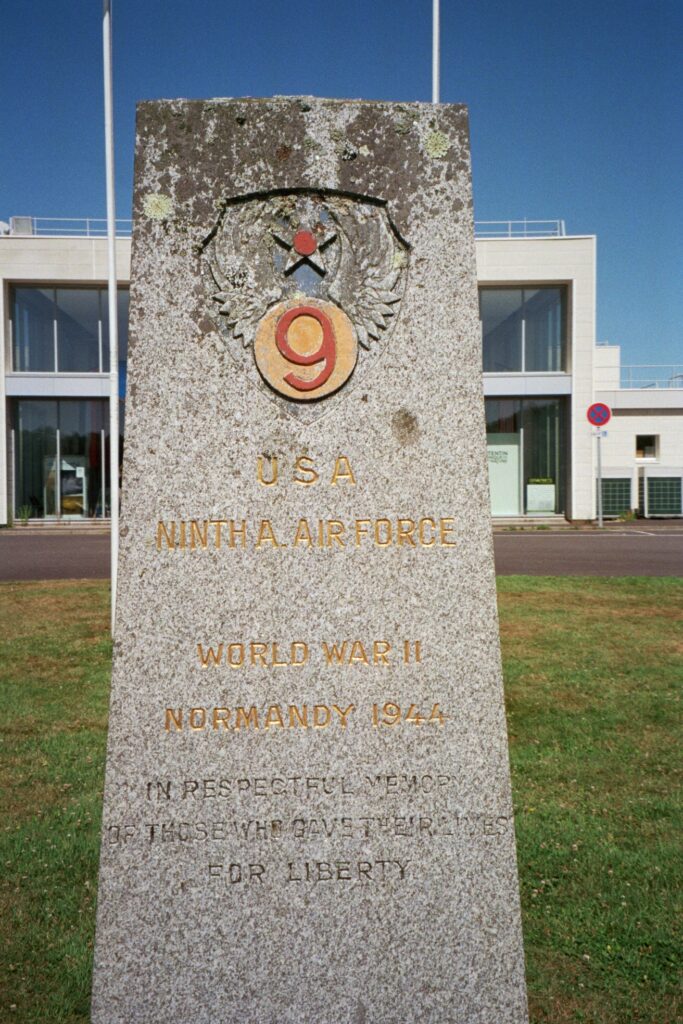 9
USA
NINTH A. AIR FORCE
WORLD WAR II
NORMANDY 1944
IN RESPECTFUL MEMORY
OF THOSE WHO GAVE THEIR LIVES
FOR LIBERTY